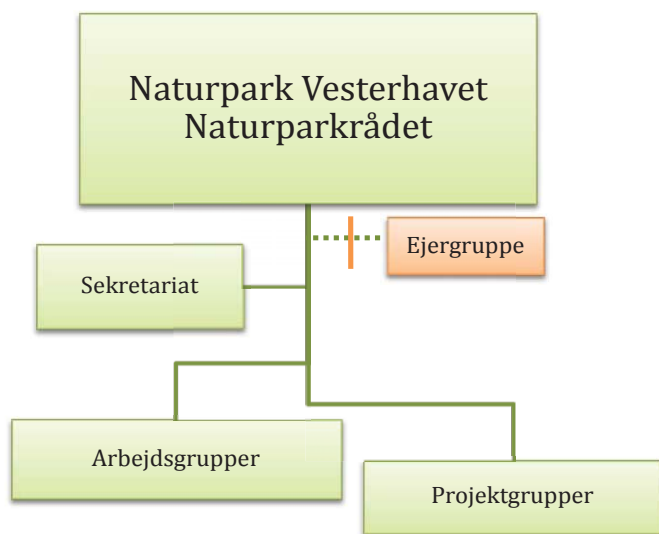 Naturpark Vesterhavet
Naturparkrådet
Ejergruppe
Sekretariat
Arbejdsgrupper
Projektgrupper